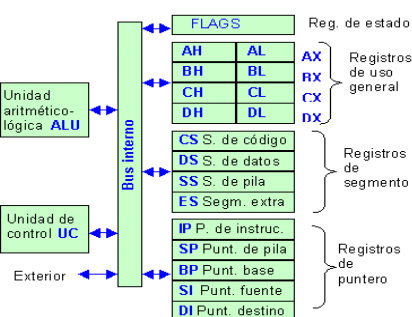 FLAGS
Reg. de estado
AH AL AX
BH BL BX
CH CL CX
DH DL DX
Registros
de uso
general
Unidad
aritmético-
lógica ALU
Bus interno
CS S. de código
DS S. de datos
SS S. de pila
ES Segm. extra
Registros
de
segmento
Unidad de
control UC
Exterior
IP P. de instruc.
SP Punt. de pila
BP Punt. base
SI Punt. fuente
DI Punt. destino
Registros
de
puntero